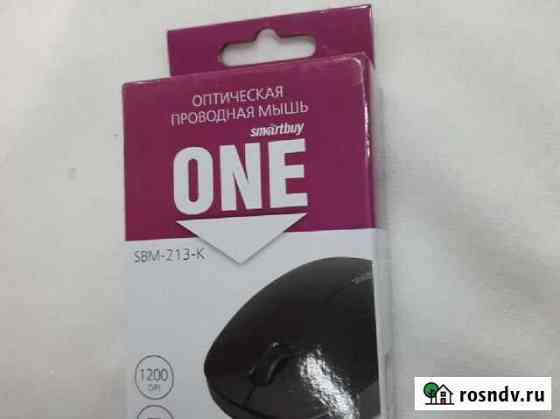 ОПТИЧЕСКАЯ
ПРОВОДНАЯ МЫШЬ
smartbuy
ONE
SBM-213-K
1200
DPI
rosndv.ru